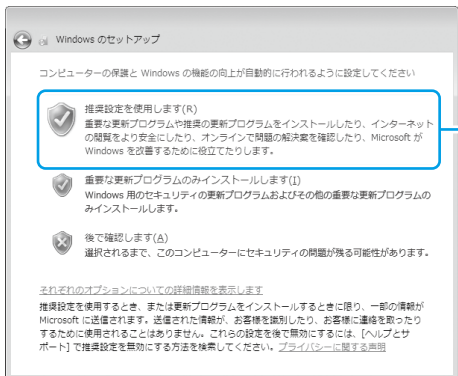 Windows のセットアップ
コンピューターの保護と Windows の機能の向上が自動的に行われるように設定してください
推奨設定を使用します(R)
重要な更新プログラムや推奨の更新プログラムをインストールしたり、インターネット
の閲覧をより安全にしたり、オンラインで問題の解決案を確認したり、Microsoft が
Windows を改善するために役立てたりします。
重要な更新プログラムのみインストールします(I)
Windows 用のセキュリティの更新プログラムおよびその他の重要な更新プログラムの
みインストールします。
後で確認します(A)
選択されるまで、このコンピューターにセキュリティの問題が残る可能性があります。
それぞれのオプションについての詳細情報を表示します
推奨設定を使用するとき、または更新プログラムをインストールするときに限り、一部の情報が
Microsoft に送信されます。送信された情報が、お客様を識別したり、お客様に連絡を取ったり
するために使用されることはありません。これらの設定を後で無効にするには、[ヘルプとサ
ポート] で推奨設定を無効にする方法を検索してください。プライバシーに関する声明